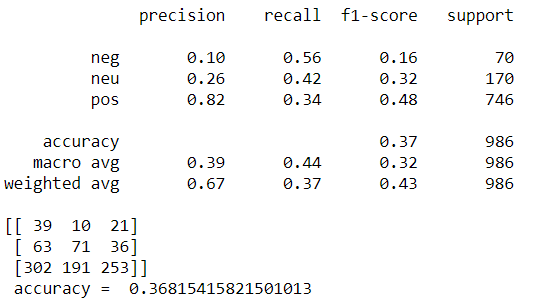 precision recall f1-score support
neg 0.10 0.56 0.16 70
neu 0.26 0.42 0.32 170
pos 0.82 0.34 0.48 746
accuracy 0.37 986
macro avg 0.39 0.44 0.32 986
weighted avg 0.67 0.37 0.43 986
[[ 39 10 21]
[ 63 71 36]
[302 191 253]]
accuracy = 0.36815415821501013